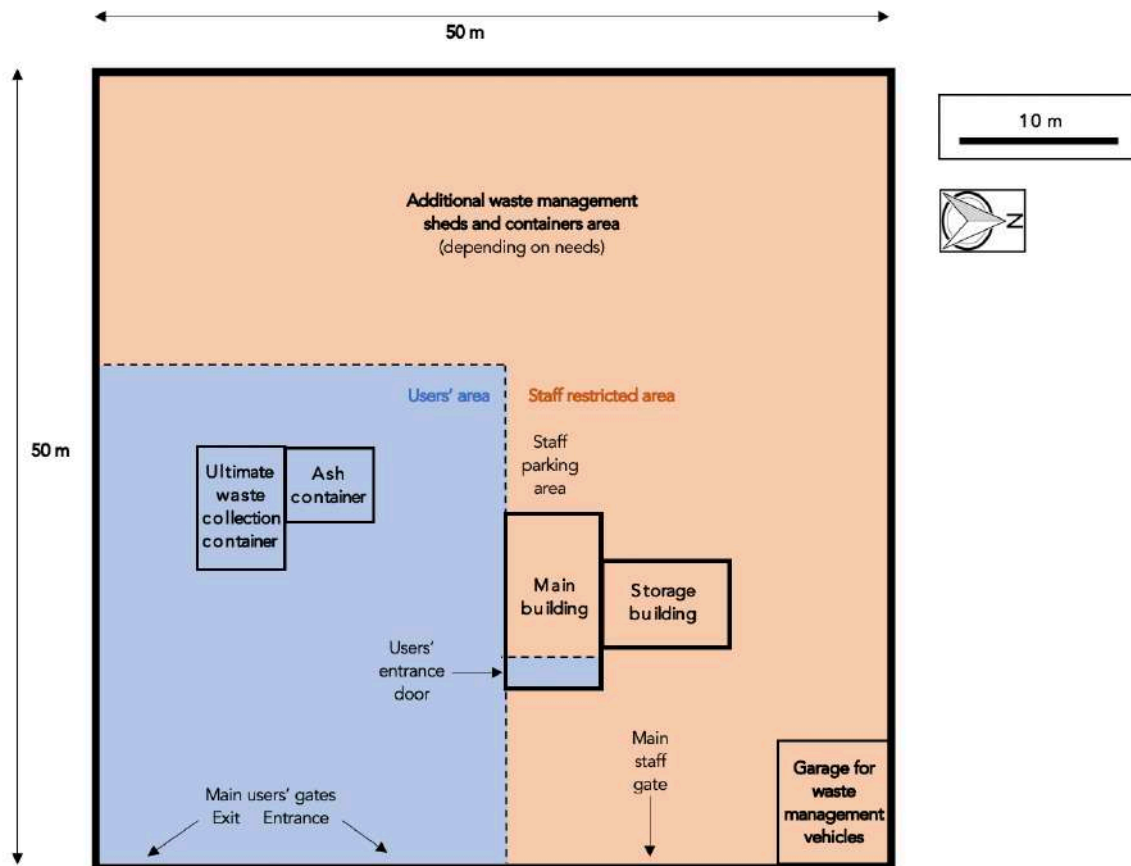 50 m
10 m
N
Additional waste management
sheds and containers area
(depending on needs)
Users' area
Staff restricted area
50 m
Staff
parking
area
Ultimate
waste
collection
container
Ash
container
Main
building
Storage
building
Users'
entrance
door
Main
staff
gate
Main users' gates
Exit Entrance
Garage for
waste
management
vehicles